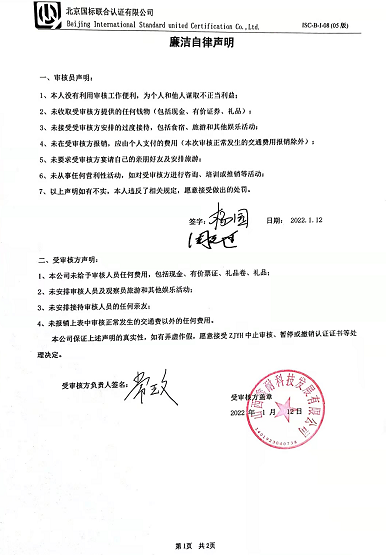 北京国标联合认证有限公司
Beijing International Standard united Certification Co.,Ltd.
ISC-B-I-08 (05版)
廉洁自律声明
一、审核员声明：
1、本人没有利用审核工作便利，为个人和他人谋取不正当利益；
2、未收取受审核方提供的任何钱物（包括现金、有价证券、礼品）；
3、未接受受审核方安排的过度接待，包括食宿、旅游和其他娱乐活动；
4、未在受审核方报销，应由个人支付的费用（本次审核正常发生的交通费用报销除外）；
5、未要求受审核方宴请自己的亲朋好友及安排旅游；
6、未从事任何营利性活动，如对受审核方进行咨询、培训或推销等活动；
7、以上声明如有不实，本人违反了相关规定，愿意接受做出的处罚。
签字：
日期： 2022.1.12
二、受审核方声明：
1、本公司未给予审核人员任何费用，包括现金、有价票证、礼品卷、礼品；
2、未安排审核人员及观察员旅游和其他娱乐活动；
3、未安排接待审核人员的任何亲友；
4、未报销上表中审核正常发生的交通费以外的任何费用。
本公司保证上述声明的真实性，如有弄虚作假，愿意接受 ZJTH 中止审核、暂停或撤销认证证书等处
理决定。
受审核方负责人签名：
受审核方盖章
2022 年 1 月 12 日
科技发展有限公司
第 1 页 共 2 页